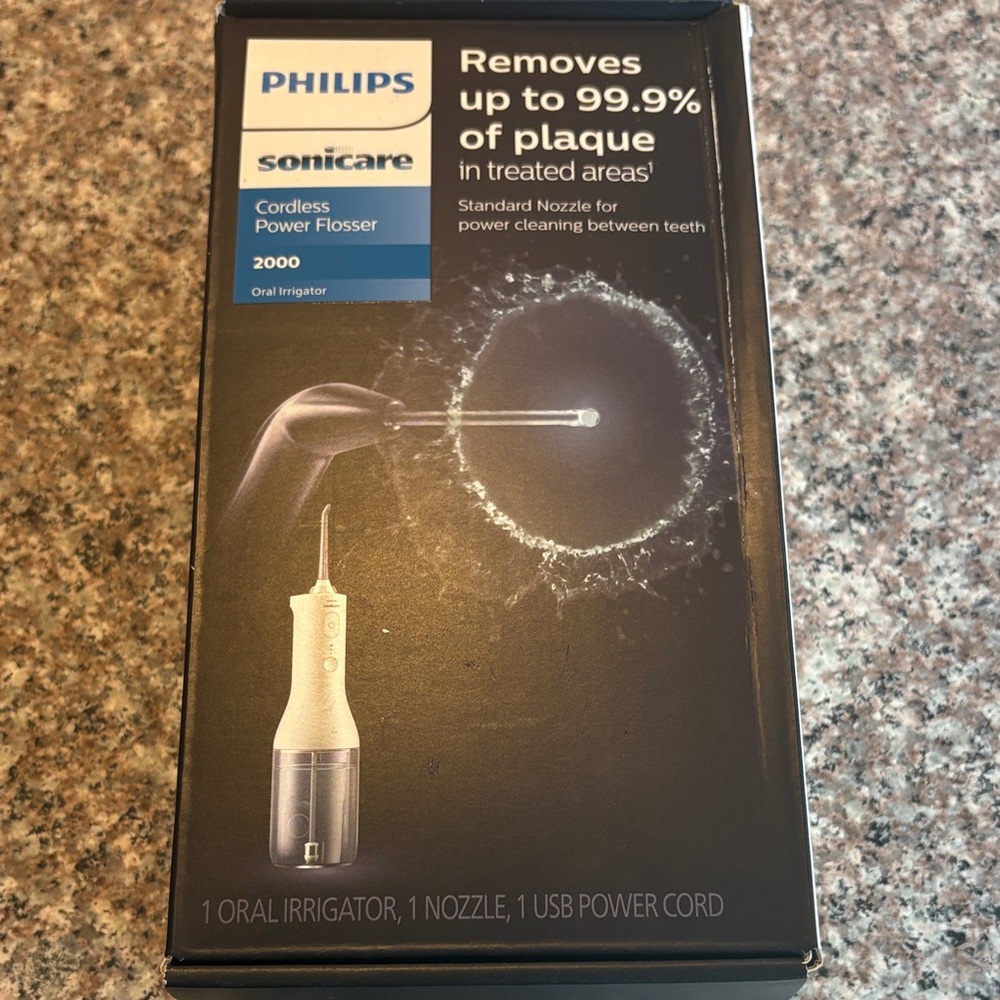 PHILIPS
sonicare
Cordless
Power Flosser
2000
Oral Irrigator
Removes
up to 99.9%
of plaque
in treated areas¹
Standard Nozzle for
power cleaning between teeth
1 ORAL IRRIGATOR, 1 NOZZLE, 1 USB POWER CORD